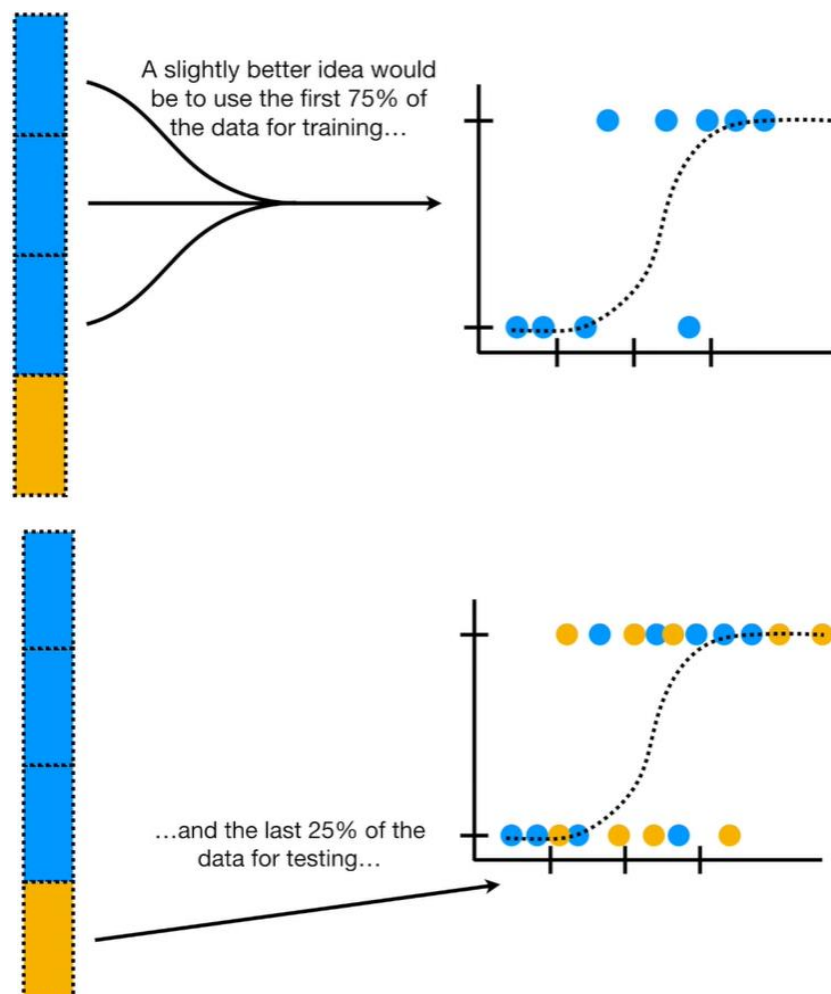 A slightly better idea would
be to use the first 75% of
the data for training…
…and the last 25% of the
data for testing…